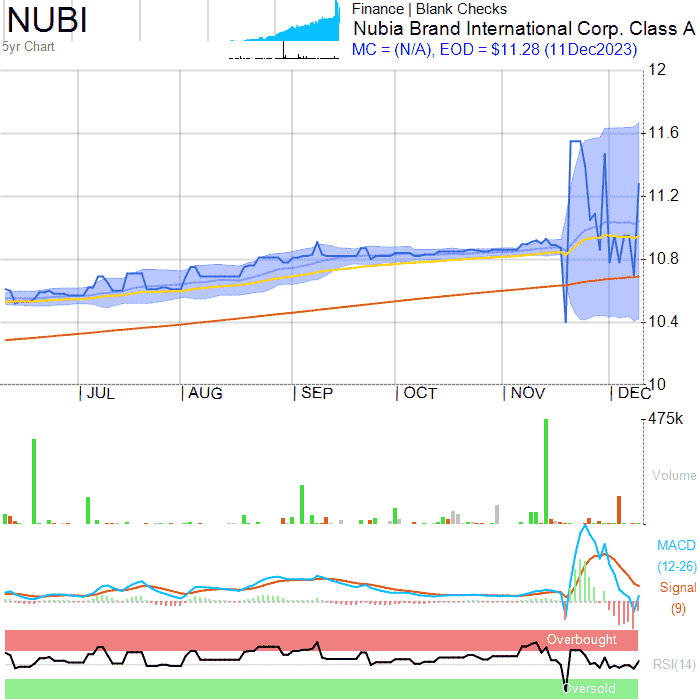 NUBI
5yr Chart
Finance | Blank Checks
Nubia Brand International Corp. Class A
MC = (N/A), EOD = $11.28 (11Dec2023)
12
11.6
11.2
10.8
10.4
10
JUL AUG SEP OCT NOV DEC
475k
Volume
MACD
(12-26)
Signal
(9)
Overbought
RSI(14)
Oversold